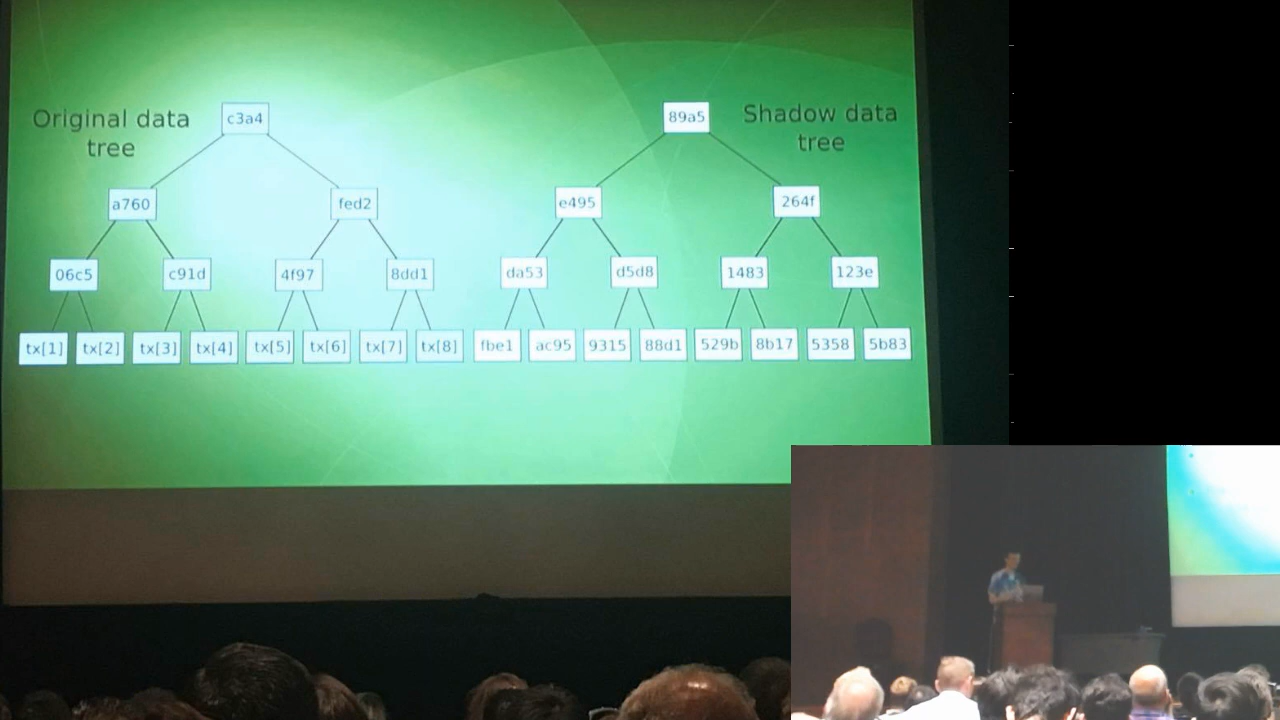 Original data
tree
c3a4
89a5
Shadow data
tree
a760
fed2
e495
264f
06c5
c91d
4f97
8dd1
da53
d5d8
1483
123e
tx[1]
tx[2]
tx[3]
tx[4]
tx[5]
tx[6]
tx[7]
tx[8]
fbe1
ac95
9315
88d1
529b
8b17
5358
5b83